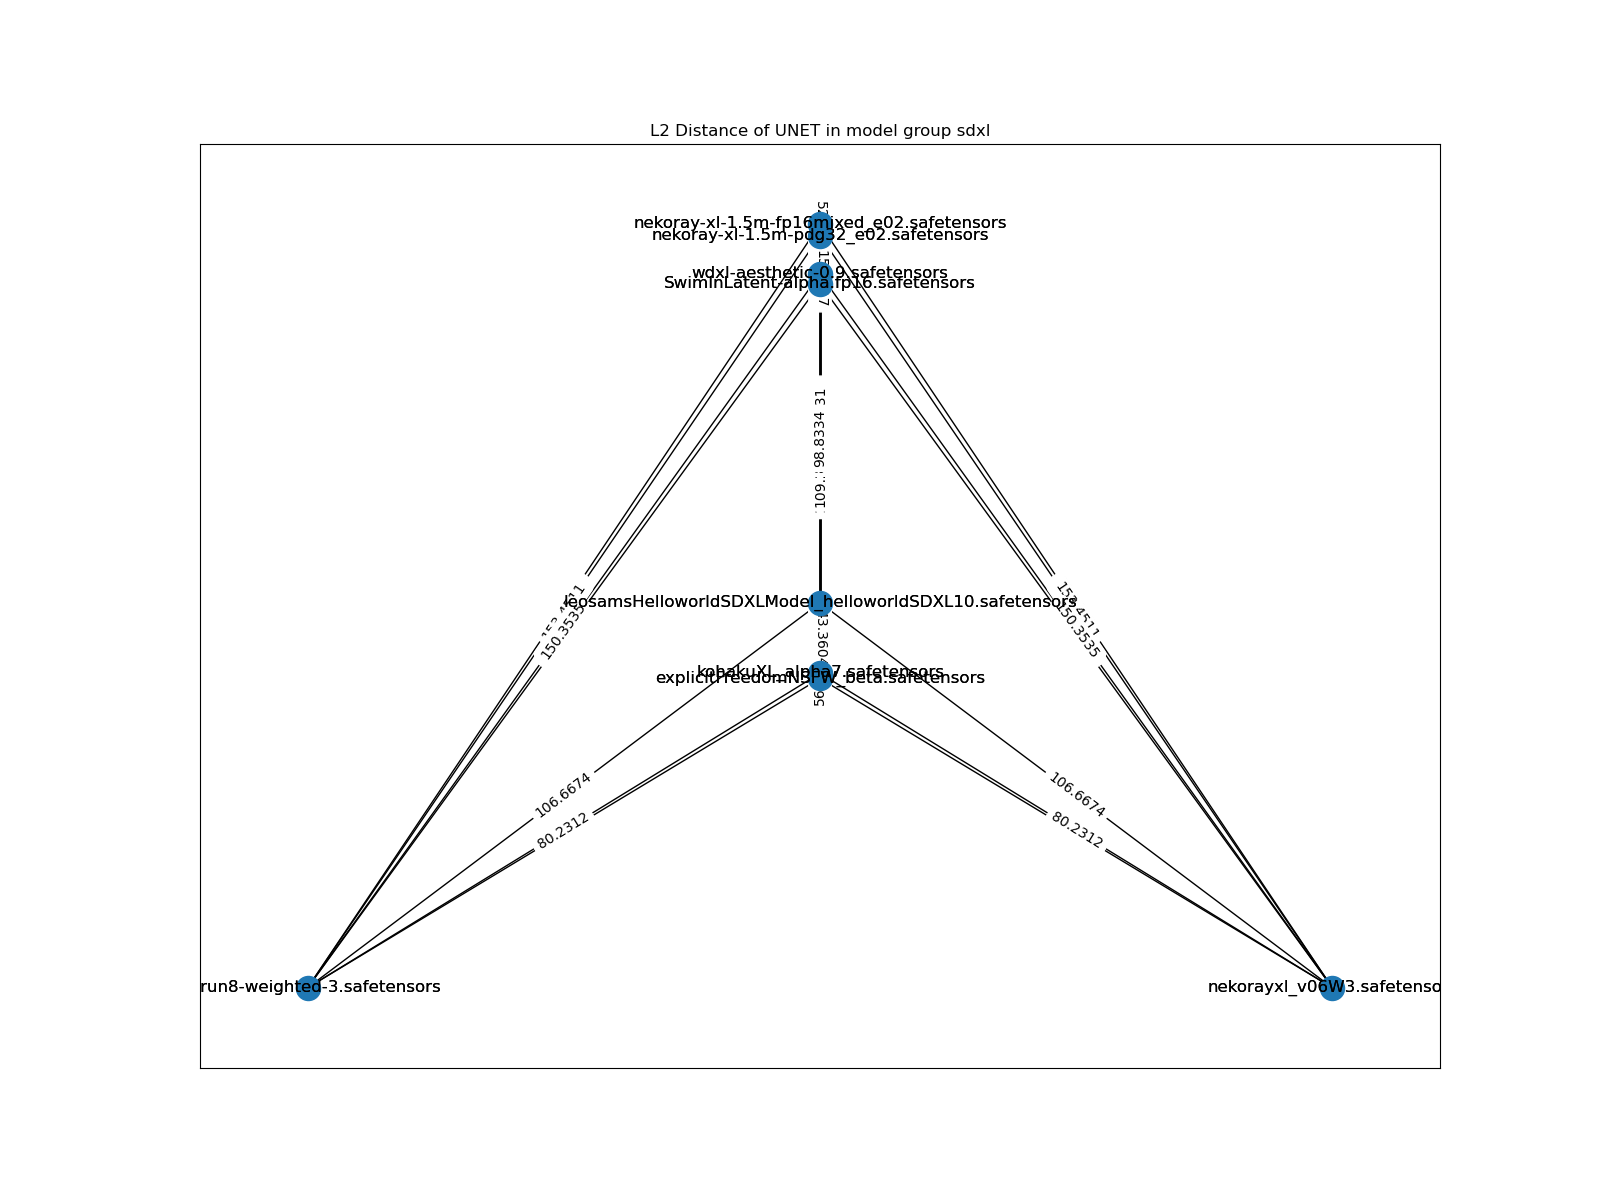 L2 Distance of UNET in model group sdxl
nekoray-xl-1.5m-fp16mixed_e02.safetensors
nekoray-xl-1.5m-pdg32_e02.safetensors
wdxl-aesthetic-0.9.safetensors
SwimInLatent-alpha.fp16.safetensors
31
98.8334
109.
153.4511
153.4511
150.3535
150.3535
leosamsHelloworldSDXLModel_helloworldSDXL10.safetensors
kohakuXL_alpha7.safetensors
explicitFreedomNSFW_beta.safetensors
56
106.6674
106.6674
80.2312
80.2312
run8-weighted-3.safetensors
nekorayxl_v06W3.safetenso